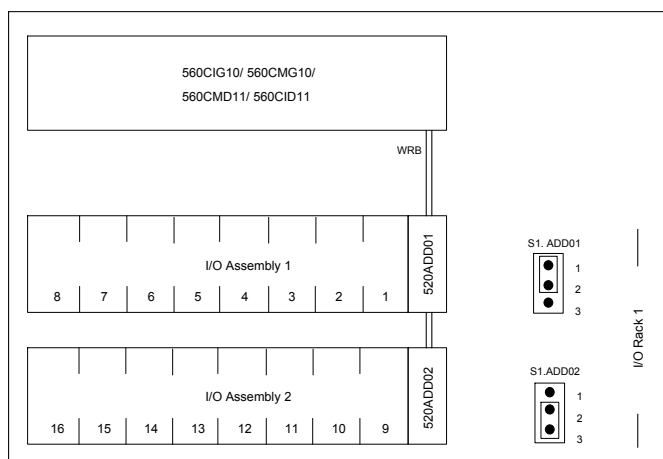 560CIG10/ 560CMG10/
560CMD11/ 560CID11
WRB
I/O Assembly 1
8 7 6 5 4 3 2 1
520ADD01
S1. ADD01
1
2
3
I/O Assembly 2
16 15 14 13 12 11 10 9
520ADD02
S1.ADD02
1
2
3
I/O Rack 1